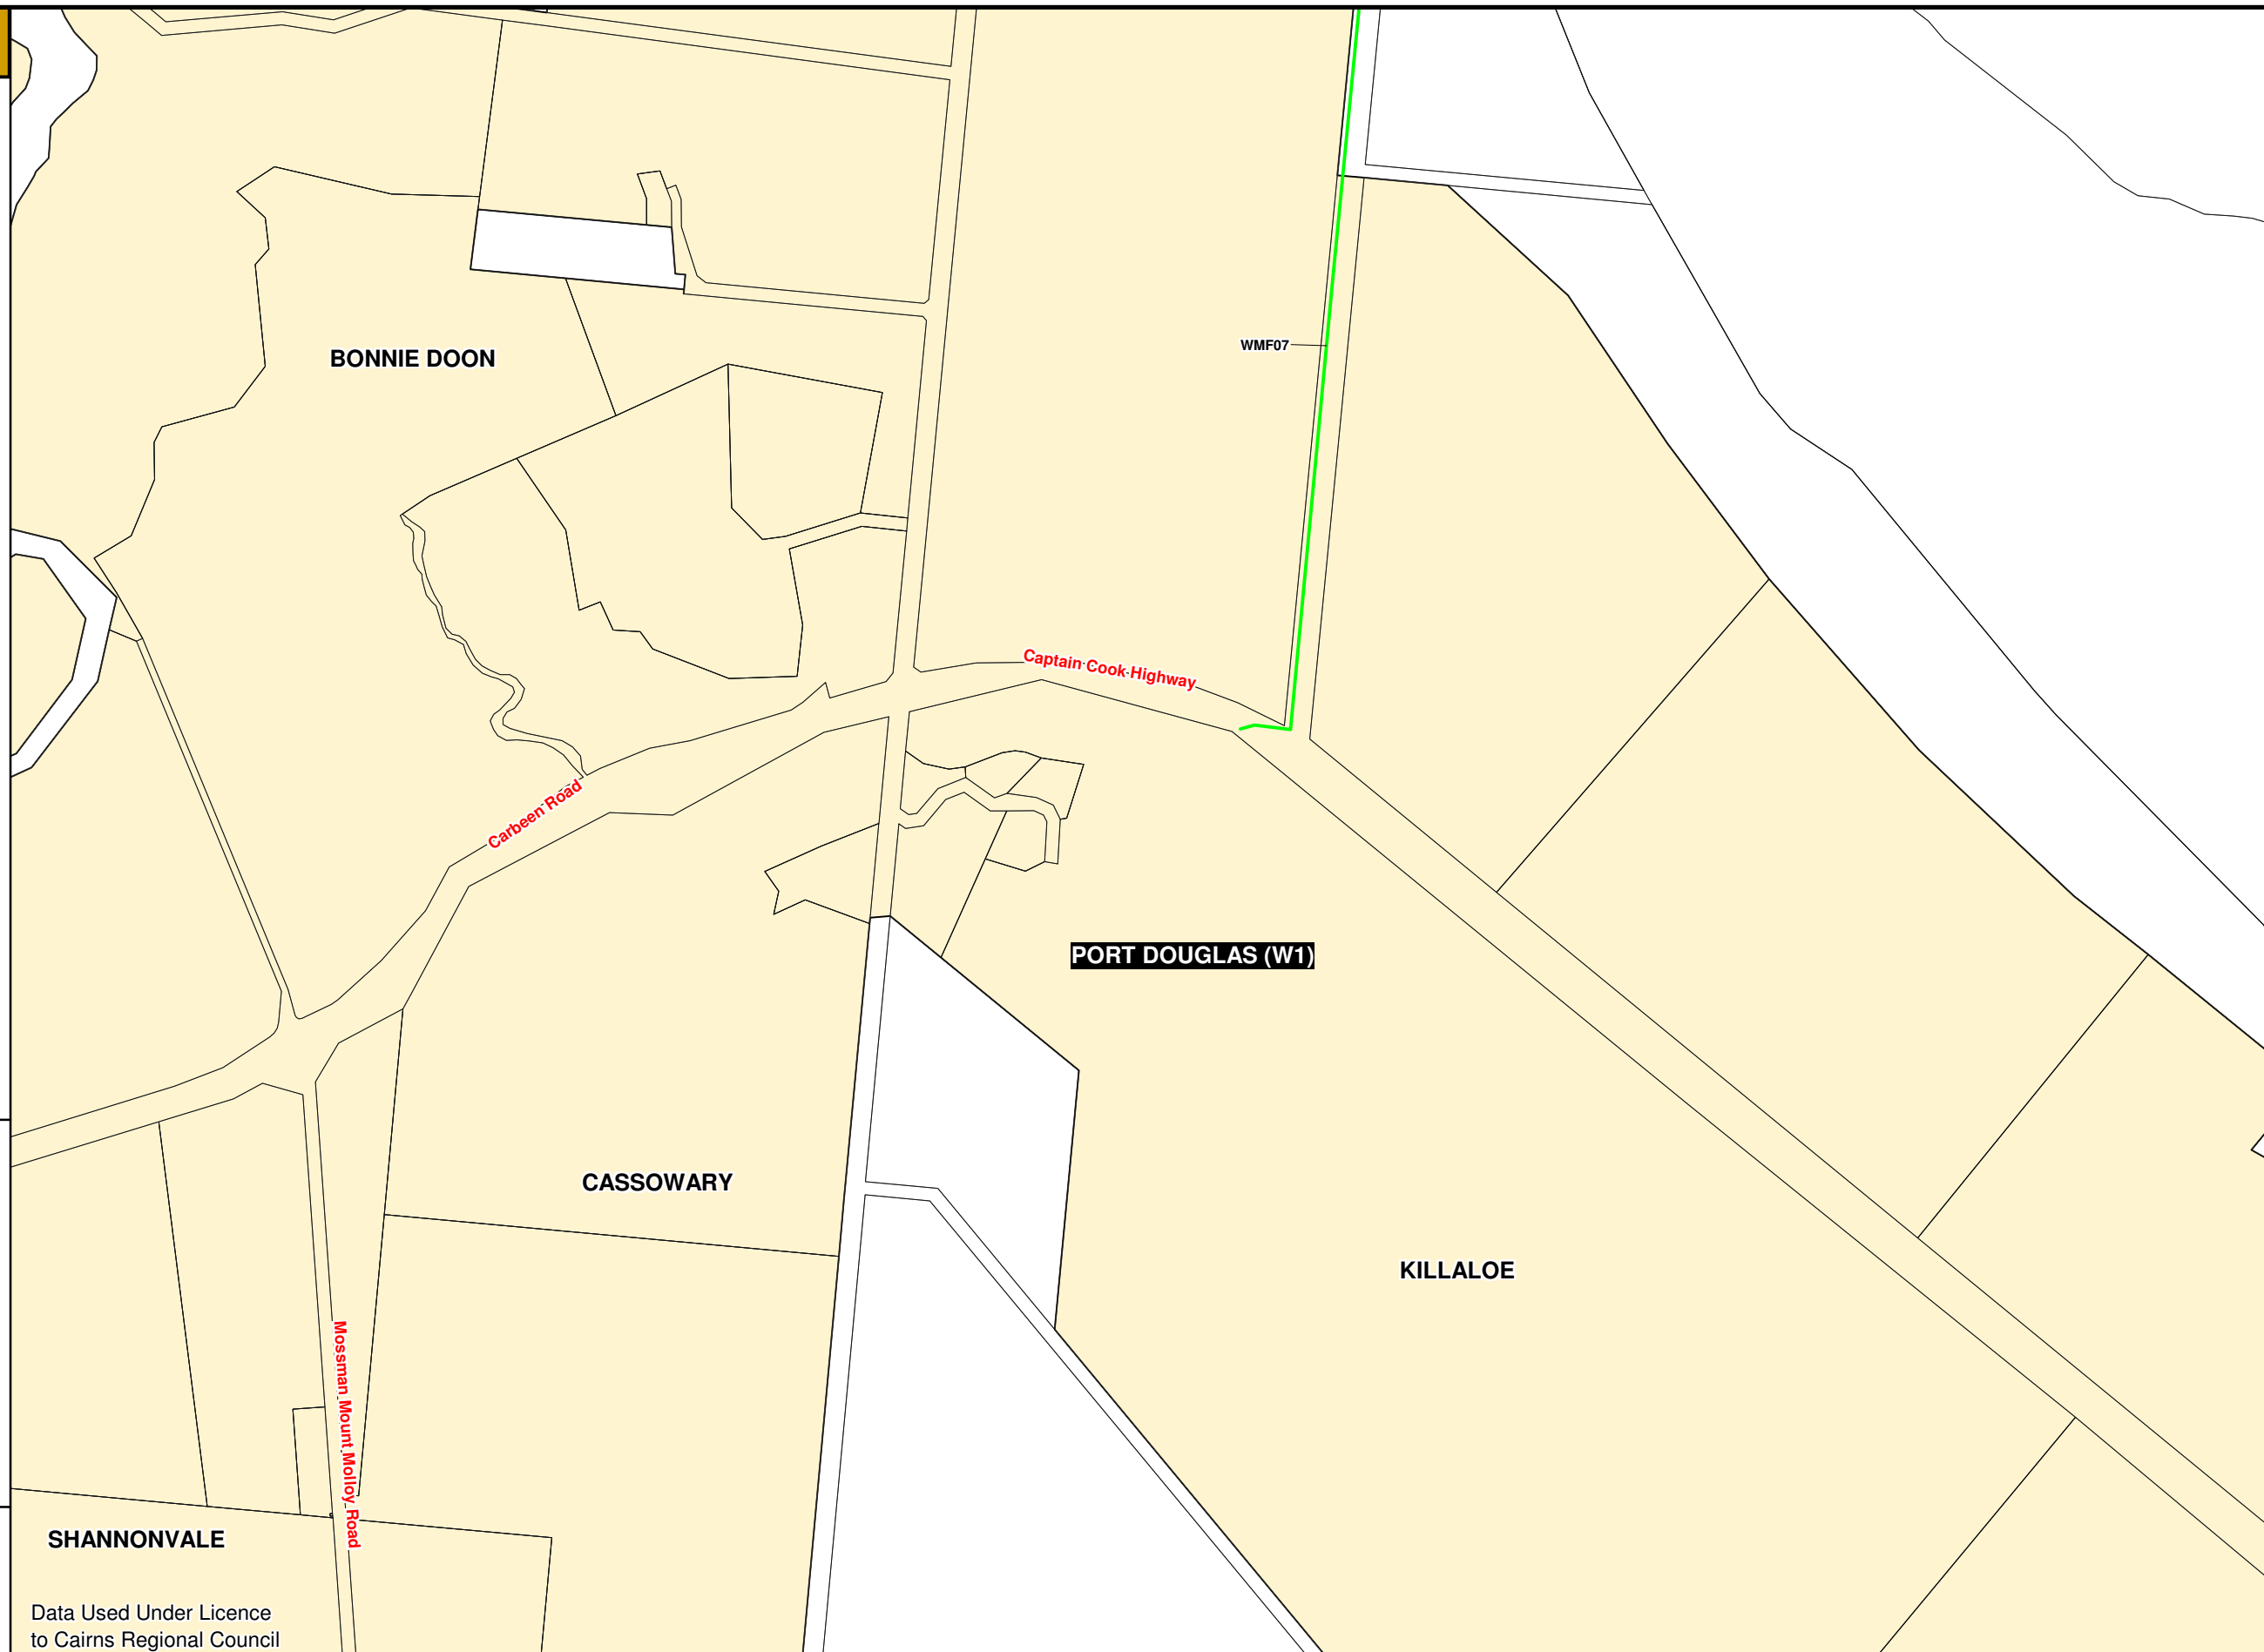 BONNIE DOON
WMF07
Captain Cook Highway
Carbeen Road
PORT DOUGLAS (W1)
CASSOWARY
KILLALOE
Mossman Mount Molloy Road
SHANNONVALE
Data Used Under Licence
to Cairns Regional Council